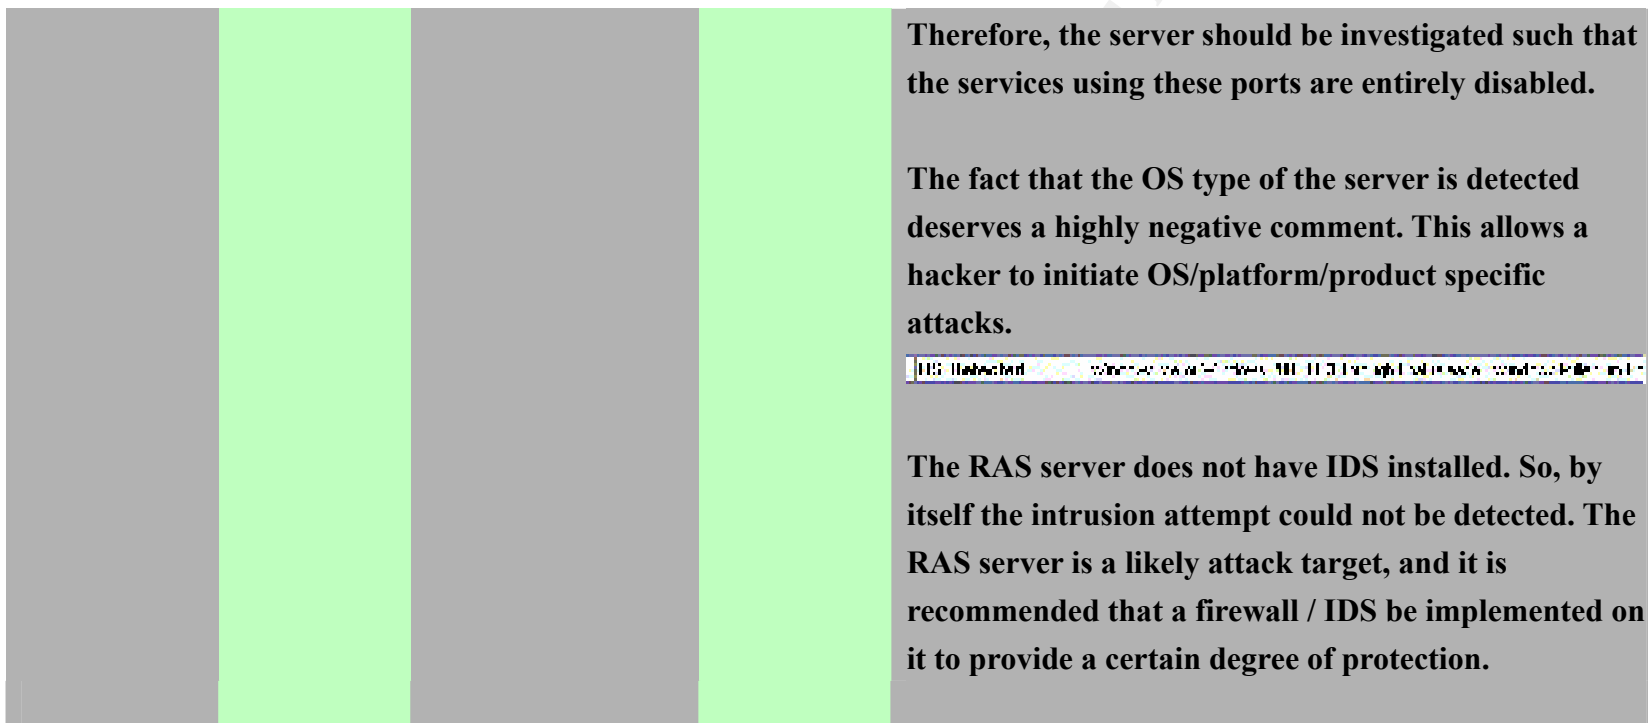 Therefore, the server should be investigated such that
the services using these ports are entirely disabled.
The fact that the OS type of the server is detected
deserves a highly negative comment. This allows a
hacker to initiate OS/platform/product specific
attacks.
The RAS server does not have IDS installed. So, by
itself the intrusion attempt could not be detected. The
RAS server is a likely attack target, and it is
recommended that a firewall / IDS be implemented on
it to provide a certain degree of protection.